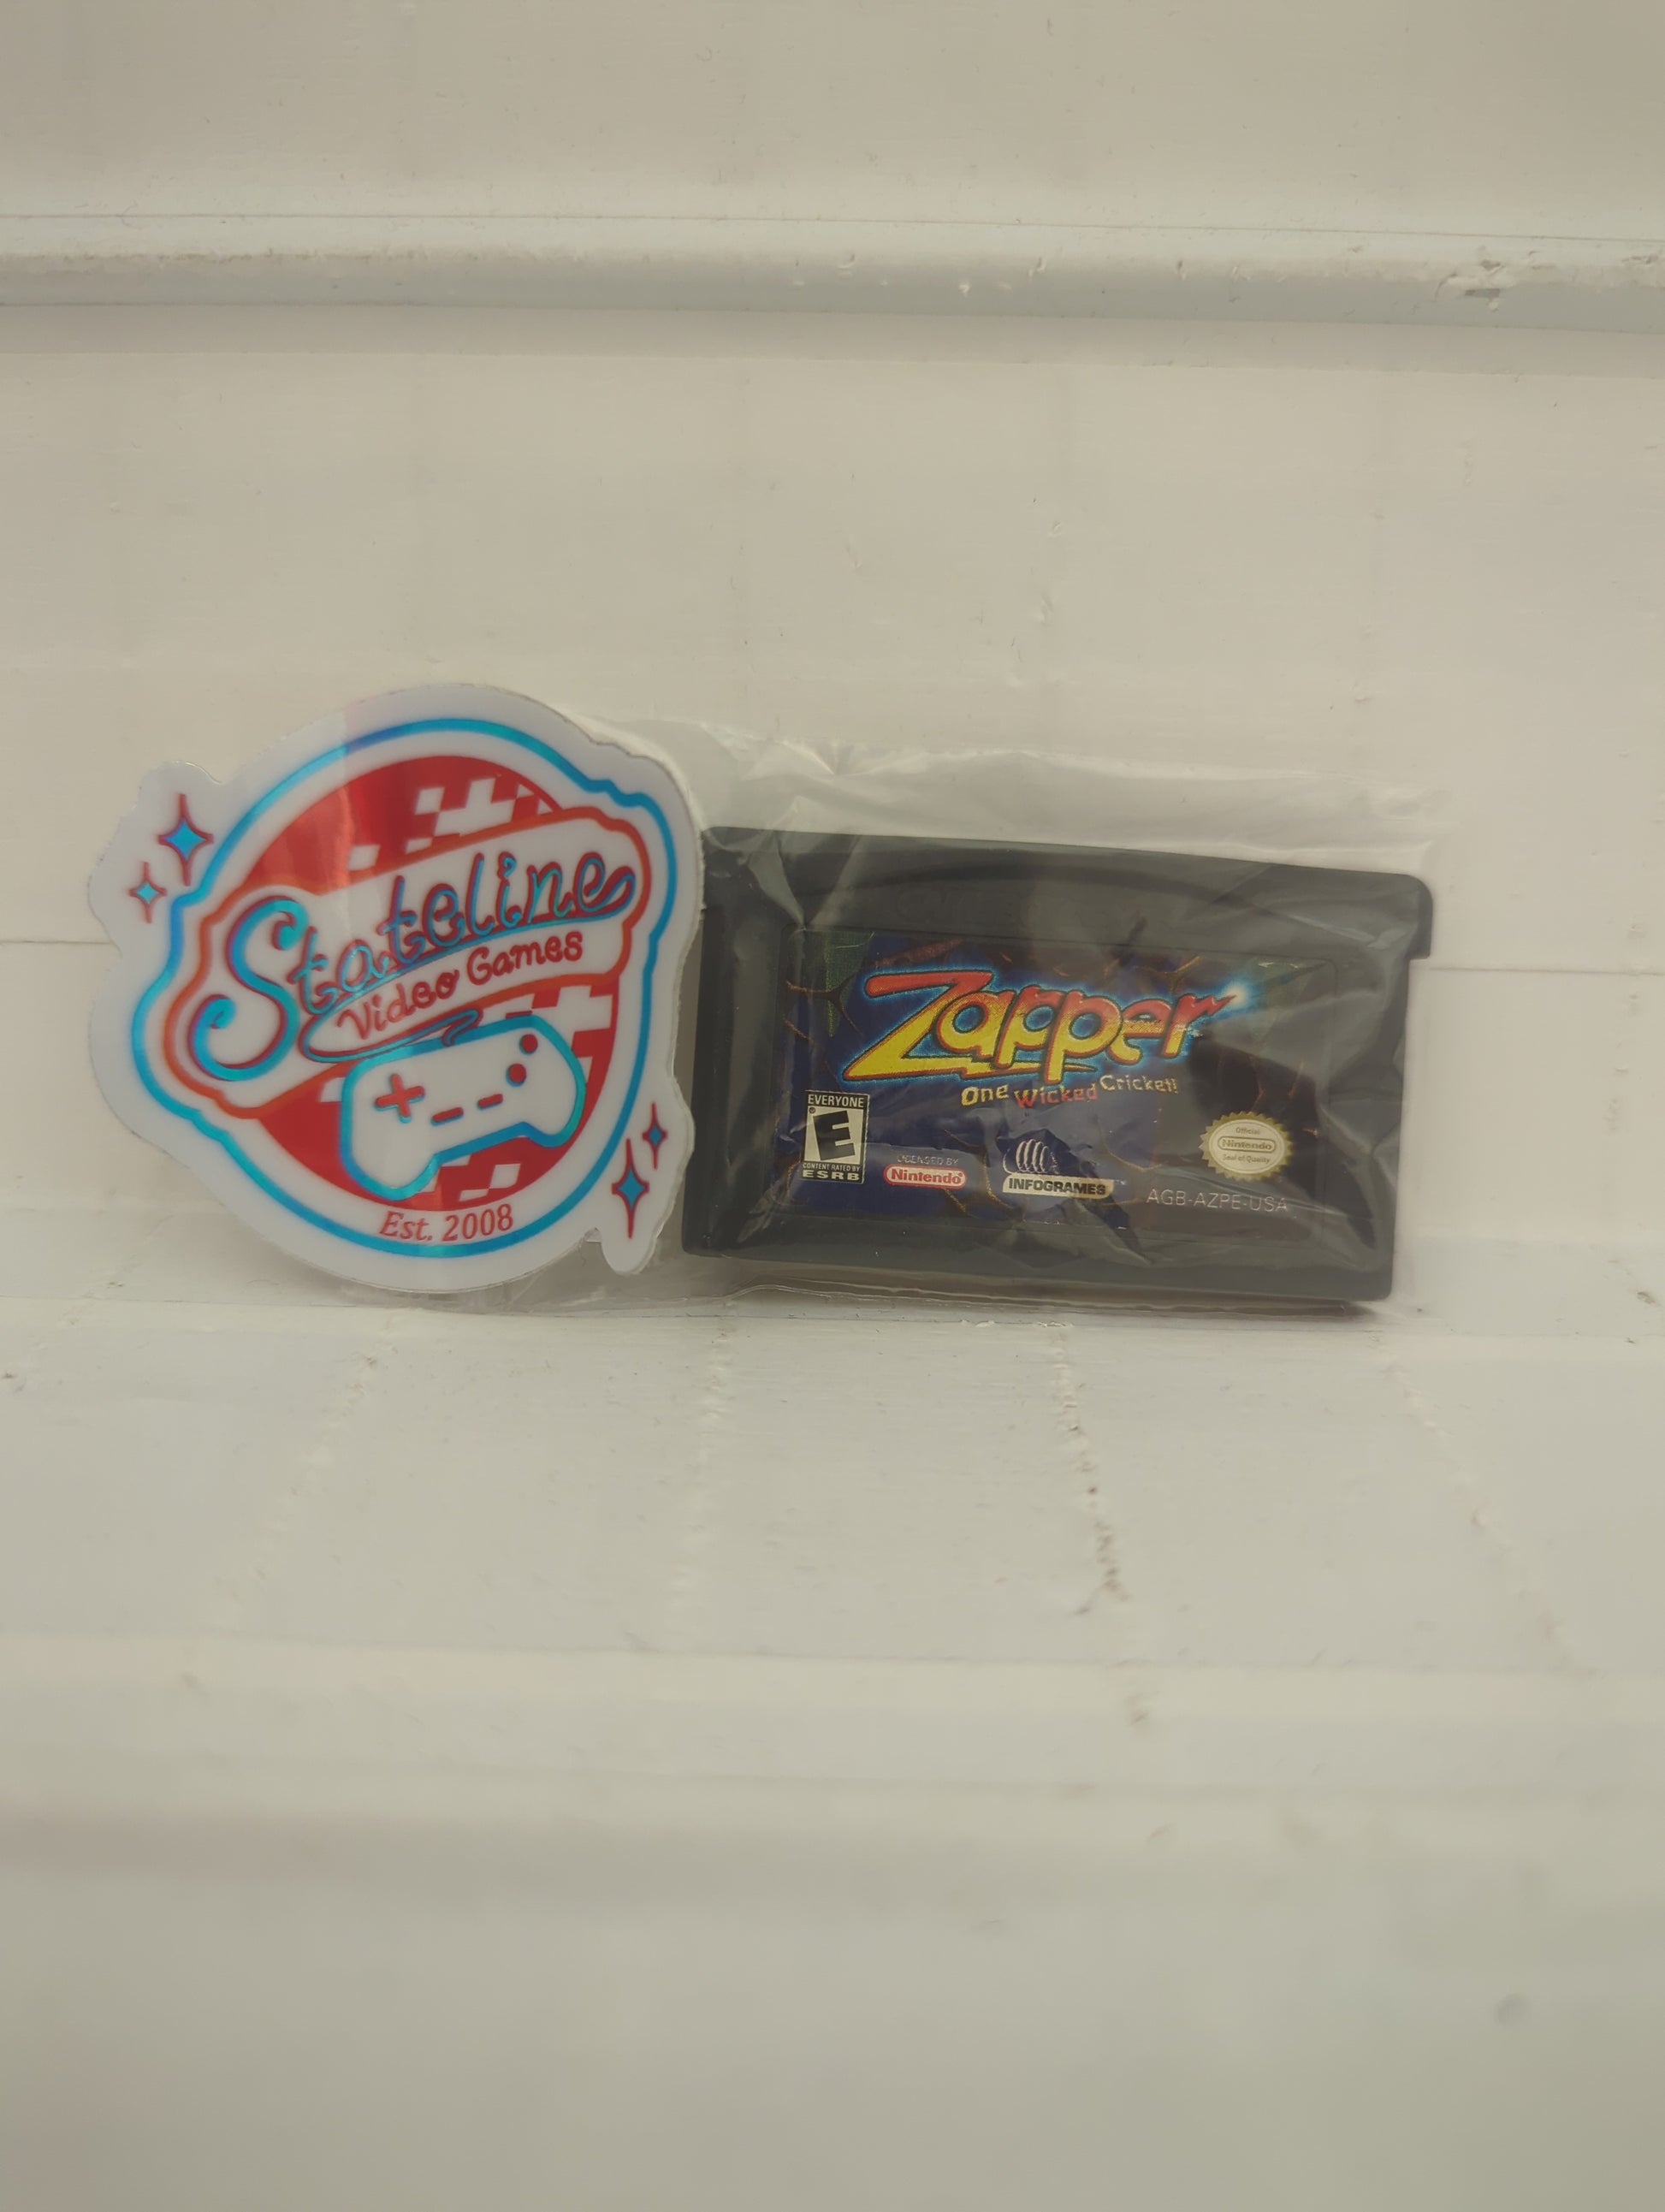 Stateline
Video Games
Est. 2008
Zapper
One Wicked Cricket!
EVERYONE
E
CONTENT RATED BY
ESRB
LICENSED BY
Nintendo
INFOGRAMES
Official
Nintendo
Seal of Quality
AGB-AZPE-USA